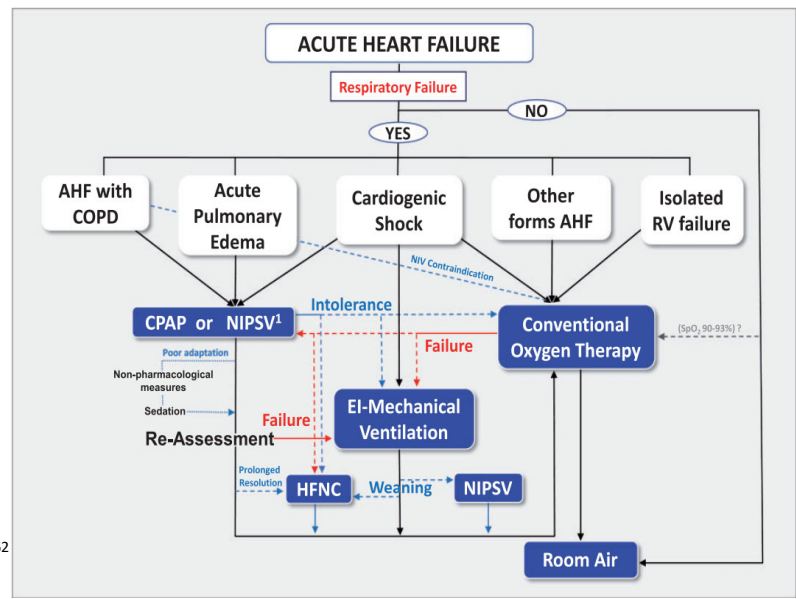 ACUTE HEART FAILURE
Respiratory Failure
NO
YES
AHF with
COPD
Acute
Pulmonary
Edema
Cardiogenic
Shock
Other
forms AHF
Isolated
RV failure
NIV Contraindication
CPAP or NIPSV¹
Intolerance
Conventional
Oxygen Therapy
(SpO₂ 90-93%) ?
Failure
Poor adaptation
Non-pharmacological
measures
Sedation
EI-Mechanical
Ventilation
Failure
Re-Assessment
Prolonged
Resolution
HFNC
Weaning
NIPSV
Room Air
52